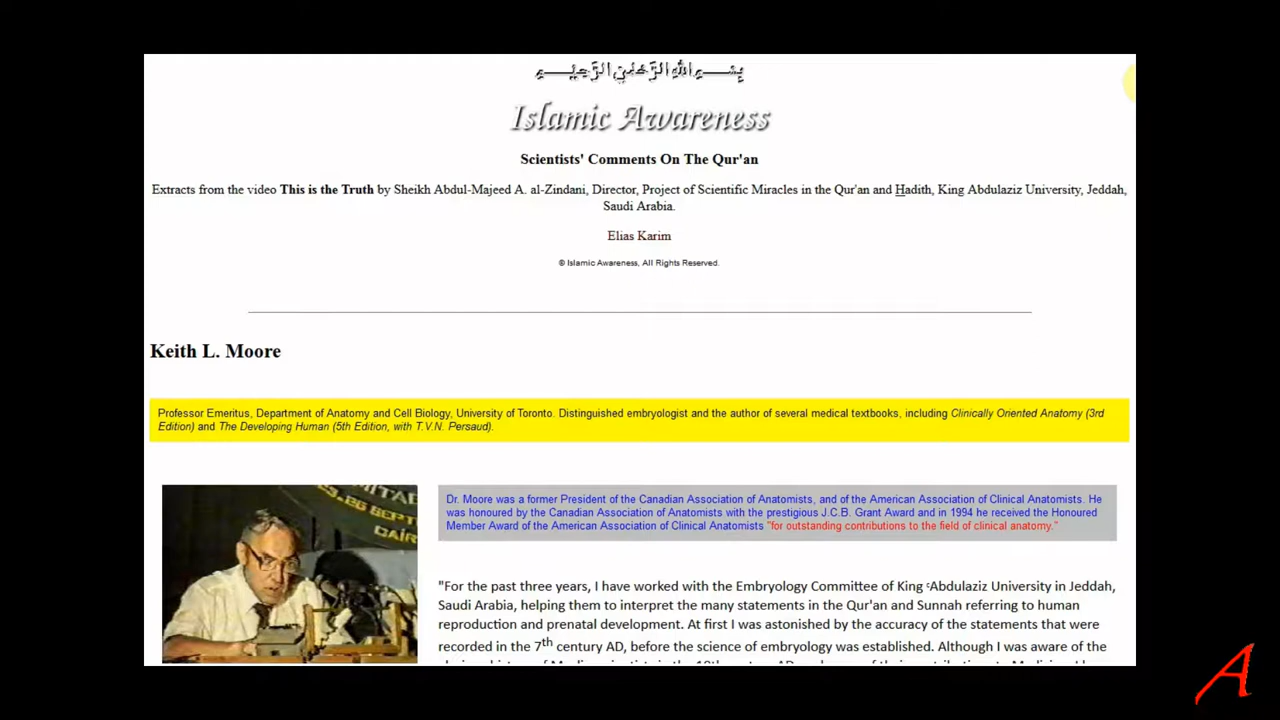 بِسْمِ اللهِ الرَّحْمٰنِ الرَّحِيْمِ
Islamic Awareness
Scientists' Comments On The Qur'an
Extracts from the video This is the Truth by Sheikh Abdul-Majeed A. al-Zindani, Director, Project of Scientific Miracles in the Qur'an and Hadith, King Abdulaziz University, Jeddah,
Saudi Arabia.
Elias Karim
© Islamic Awareness, All Rights Reserved.
Keith L. Moore
Professor Emeritus, Department of Anatomy and Cell Biology, University of Toronto. Distinguished embryologist and the author of several medical textbooks, including Clinically Oriented Anatomy (3rd
Edition) and The Developing Human (5th Edition, with T.V.N. Persaud).
Dr. Moore was a former President of the Canadian Association of Anatomists, and of the American Association of Clinical Anatomists. He
was honoured by the Canadian Association of Anatomists with the prestigious J.C.B. Grant Award and in 1994 he received the Honoured
Member Award of the American Association of Clinical Anatomists "for outstanding contributions to the field of clinical anatomy."
"For the past three years, I have worked with the Embryology Committee of King ᶜAbdulaziz University in Jeddah,
Saudi Arabia, helping them to interpret the many statements in the Qur'an and Sunnah referring to human
reproduction and prenatal development. At first I was astonished by the accuracy of the statements that were
recorded in the 7th century AD, before the science of embryology was established. Although I was aware of the
A